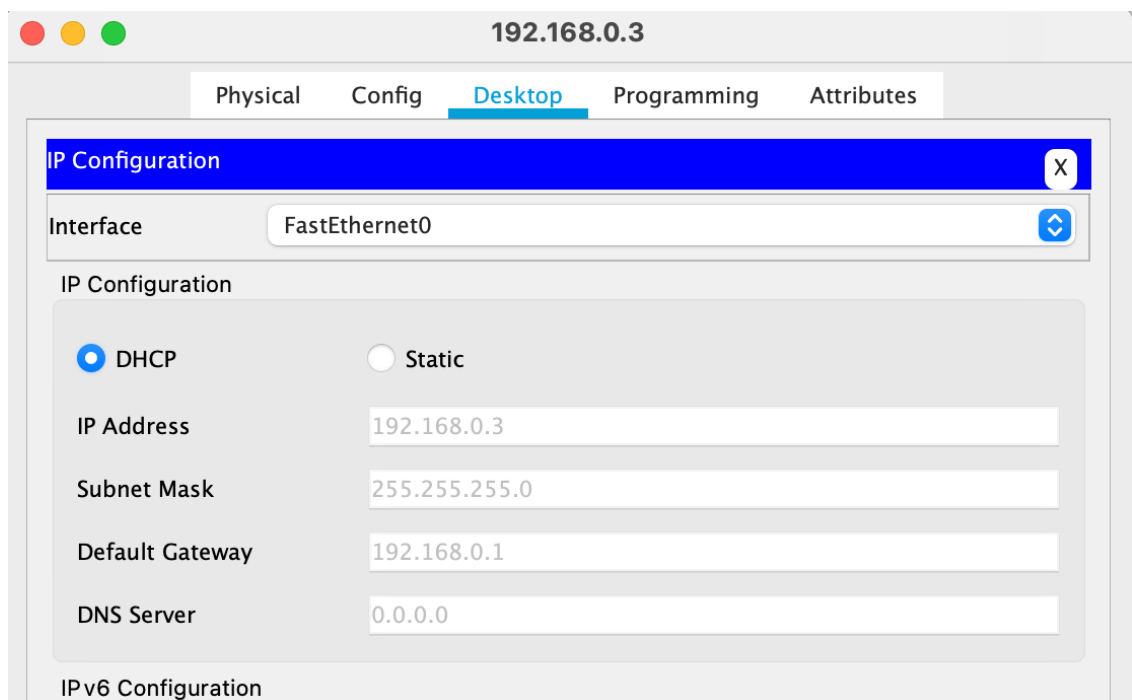 192.168.0.3
Physical Config Desktop Programming Attributes
IP Configuration
X
Interface FastEthernet0
IP Configuration
DHCP Static
IP Address 192.168.0.3
Subnet Mask 255.255.255.0
Default Gateway 192.168.0.1
DNS Server 0.0.0.0
IPv6 Configuration